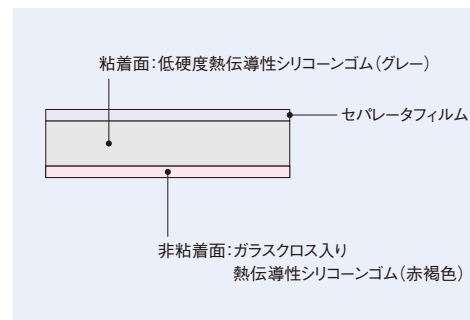 粘着面：低硬度熱伝導性シリコーンゴム（グレー）
セパレータフィルム
非粘着面：ガラスクロス入り
熱伝導性シリコーンゴム（赤褐色）